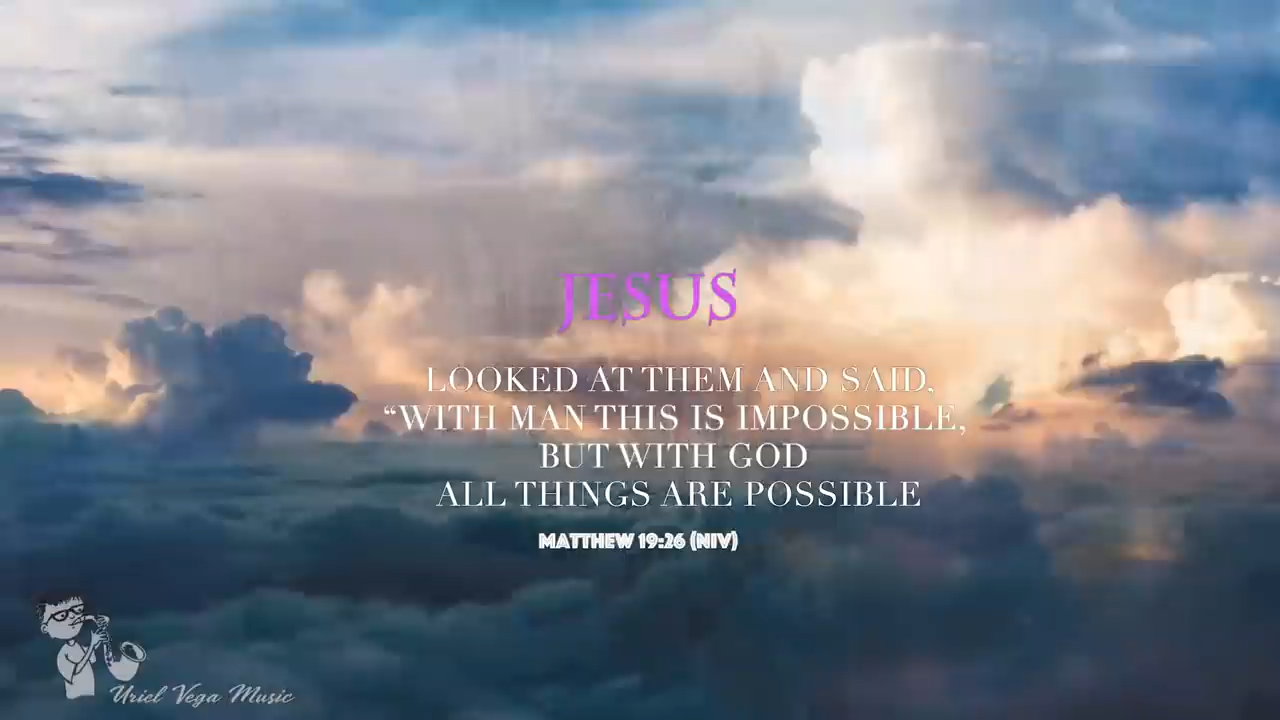 JESUS
LOOKED AT THEM AND SAID,
“WITH MAN THIS IS IMPOSSIBLE,
BUT WITH GOD
ALL THINGS ARE POSSIBLE
MATTHEW 19:26 (NIV)
Uriel Vega Music